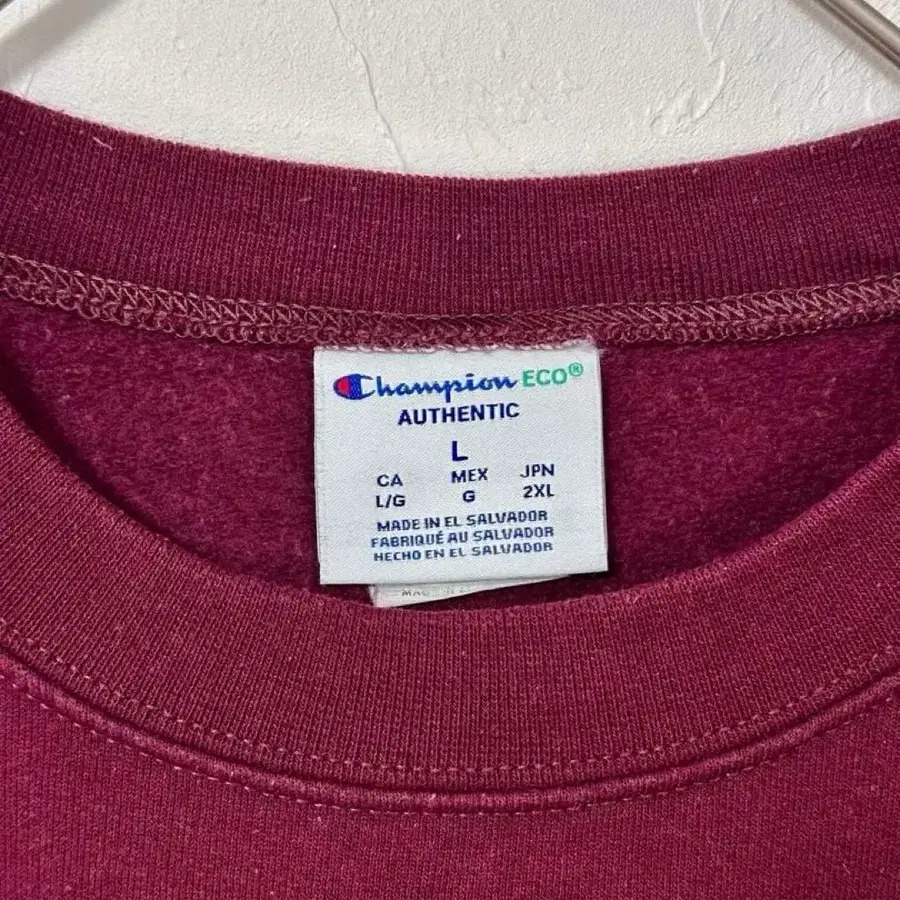 Champion ECO®
AUTHENTIC
L
CA MEX JPN
L/G G 2XL
MADE IN EL SALVADOR
FABRIQUÉ AU SALVADOR
HECHO EN EL SALVADOR